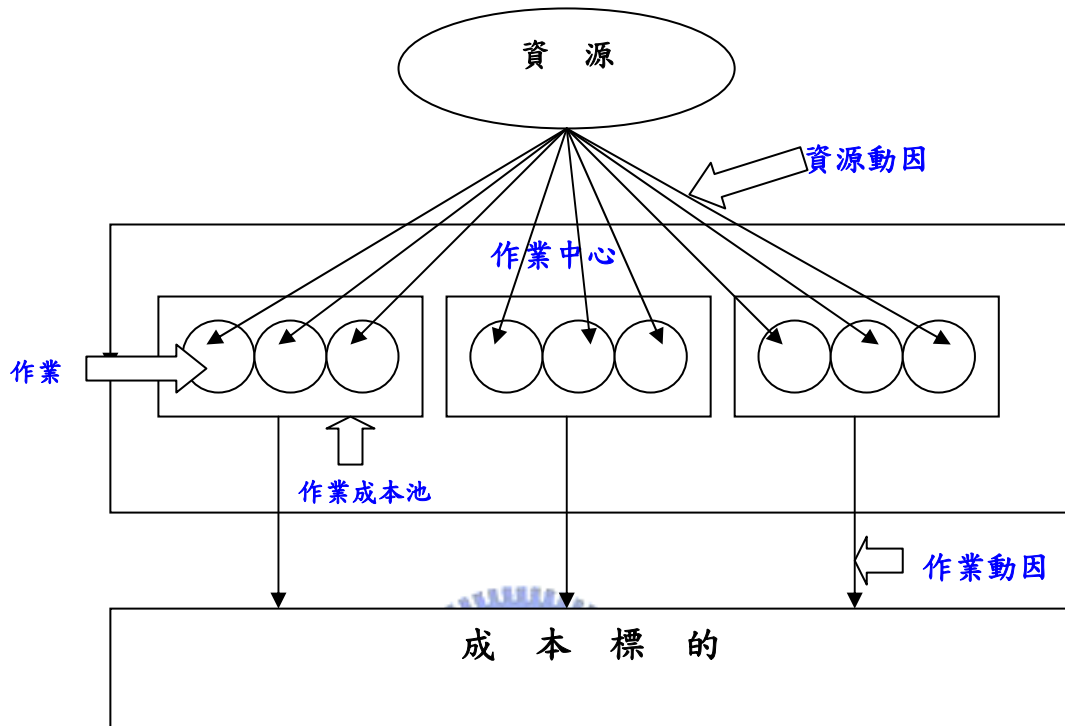 資 源
資源動因
作業中心
作業
作業成本池
作業動因
成 本 標 的